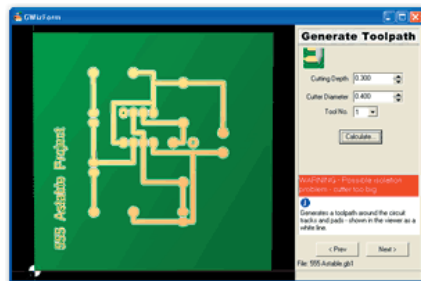 GWizForm
Generate Toolpath
Cutting Depth 0.300
Cutter Diameter 0.400
Tool No. 1
Calculate...
WARNING - Possible isolation
problem - cutter too big
Generates a toolpath around the circuit
tracks and pads - shown in the viewer as a
white line.
< Prev
Next >
File: 555 Astable.gb1
555 Astable Project